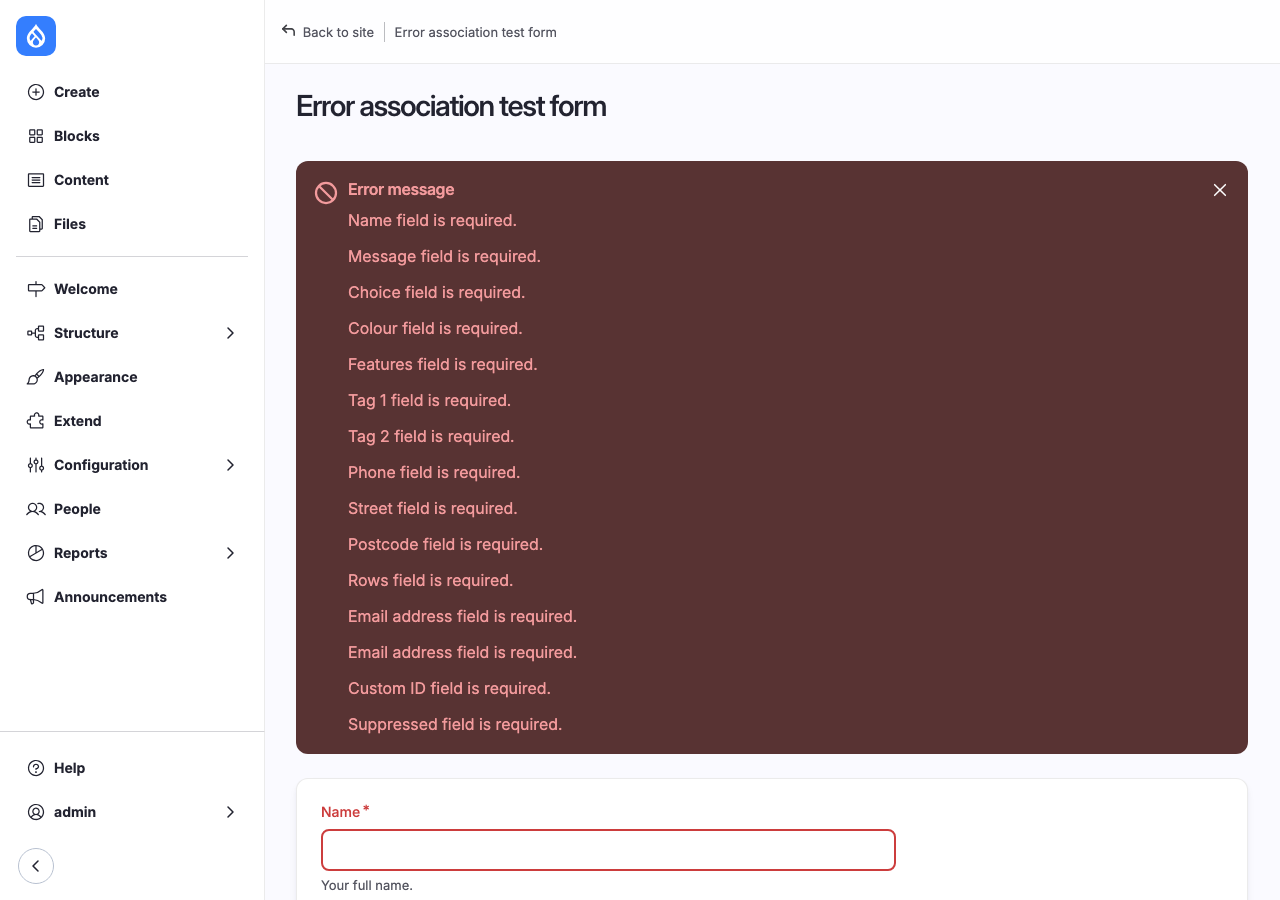 Back to site
Error association test form
Create
Blocks
Content
Files
Welcome
Structure
Appearance
Extend
Configuration
People
Reports
Announcements
Help
admin
Error association test form
Error message
Name field is required.
Message field is required.
Choice field is required.
Colour field is required.
Features field is required.
Tag 1 field is required.
Tag 2 field is required.
Phone field is required.
Street field is required.
Postcode field is required.
Rows field is required.
Email address field is required.
Email address field is required.
Custom ID field is required.
Suppressed field is required.
Name *
Your full name.